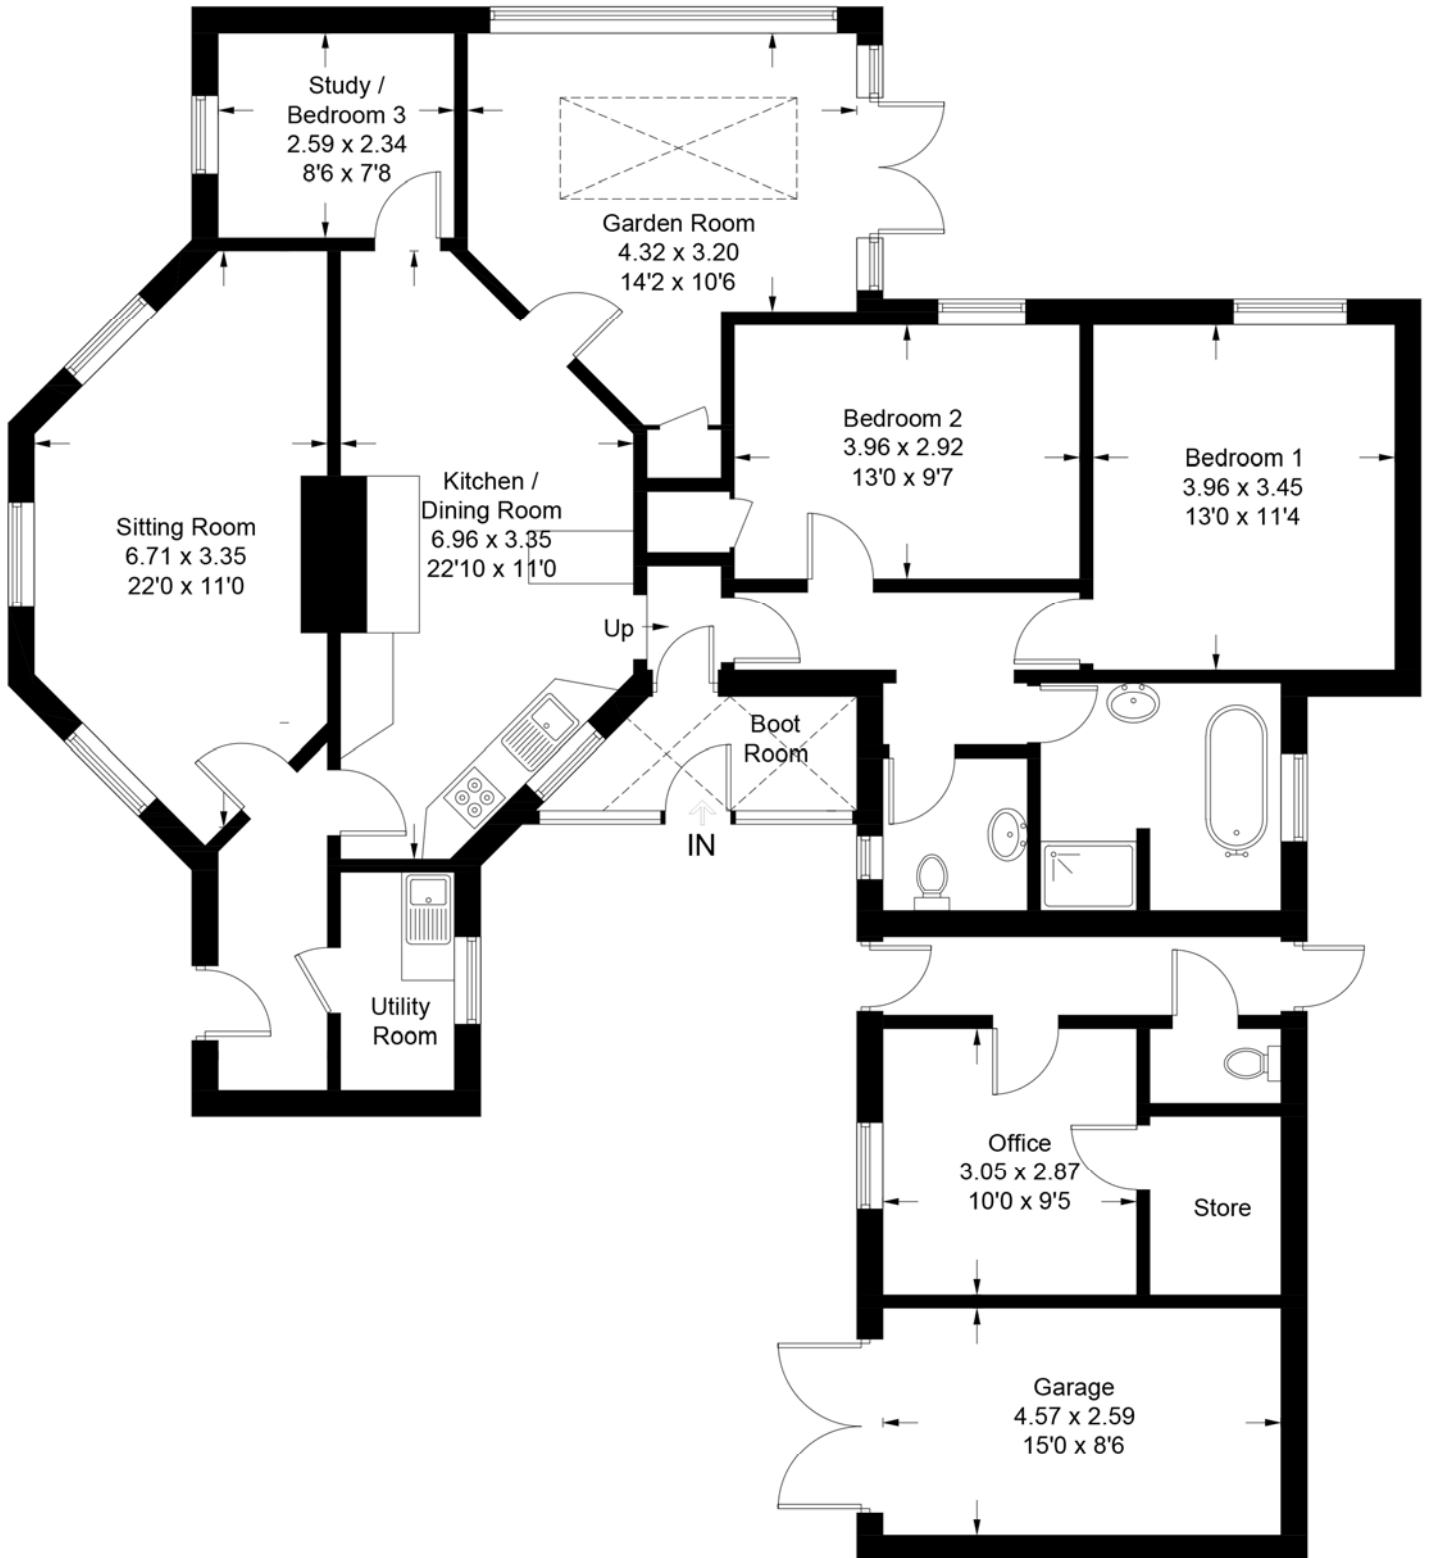 Study /
Bedroom 3
2.59 x 2.34
8'6 x 7'8
Garden Room
4.32 x 3.20
14'2 x 10'6
Bedroom 2
3.96 x 2.92
13'0 x 9'7
Bedroom 1
3.96 x 3.45
13'0 x 11'4
Kitchen /
Dining Room
6.96 x 3.35
22'10 x 11'0
Sitting Room
6.71 x 3.35
22'0 x 11'0
Up
Boot
Room
IN
Utility
Room
Office
3.05 x 2.87
10'0 x 9'5
Store
Garage
4.57 x 2.59
15'0 x 8'6